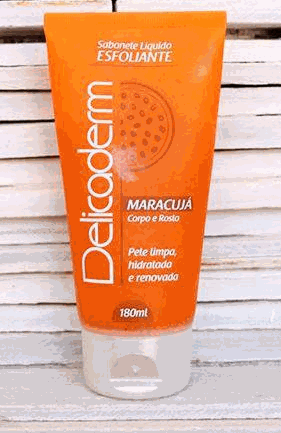 Sabonete Líquido
ESFOLIANTE
Delicaderm
MARACUJÁ
Corpo e Rosto
Pele limpa,
hidratada
e renovada
180ml